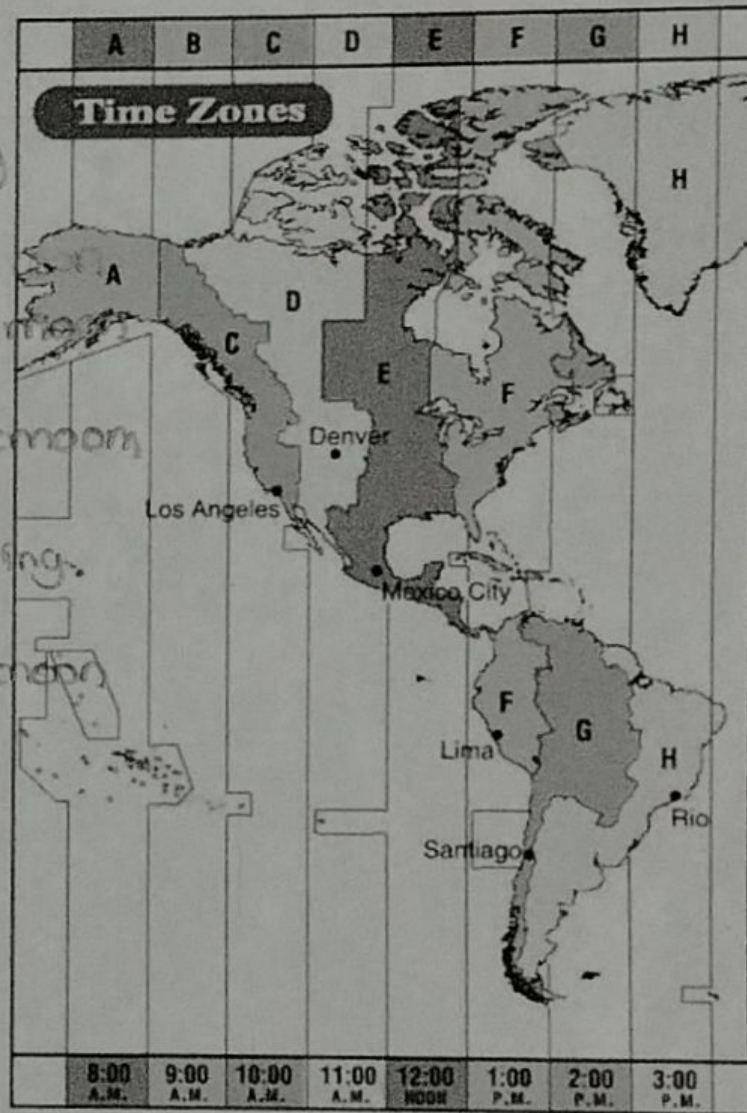 A B C D E F G H
Time Zones
H
A
D
C
E
F
Denver
Los Angeles
Mexico City
F
G
Lima
H
Rio
Santiago
8:00 9:00 10:00 11:00 12:00 1:00 2:00 3:00
A.M. A.M. A.M. A.M. NOON P.M. P.M. P.M.